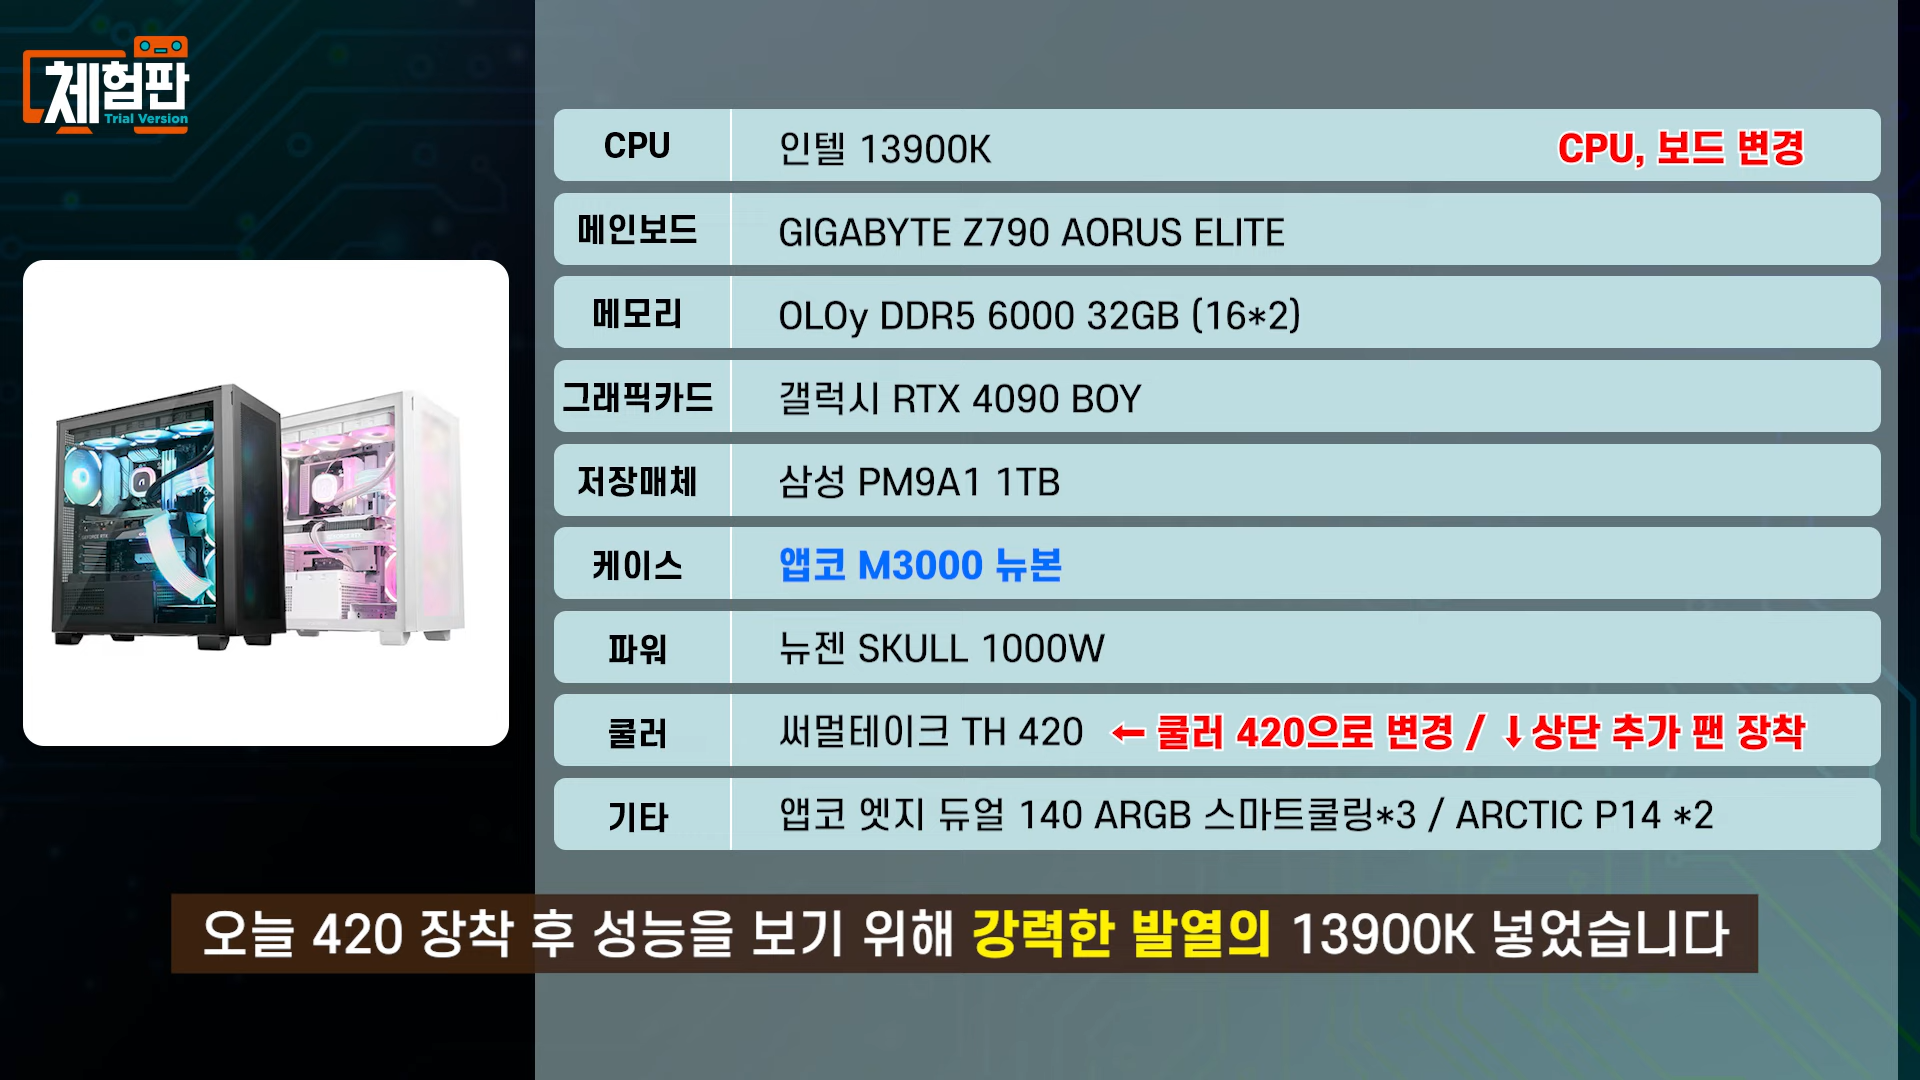 체험판
Trial Version
CPU 인텔 13900K CPU, 보드 변경
메인보드 GIGABYTE Z790 AORUS ELITE
메모리 OLOy DDR5 6000 32GB (16*2)
그래픽카드 갤럭시 RTX 4090 BOY
저장매체 삼성 PM9A1 1TB
케이스 앱코 M3000 뉴본
파워 뉴젠 SKULL 1000W
쿨러 써멀테이크 TH 420 ← 쿨러 420으로 변경 / ↓상단 추가 팬 장착
기타 앱코 엣지 듀얼 140 ARGB 스마트쿨링*3 / ARCTIC P14 *2
오늘 420 장착 후 성능을 보기 위해 강력한 발열의 13900K 넣었습니다